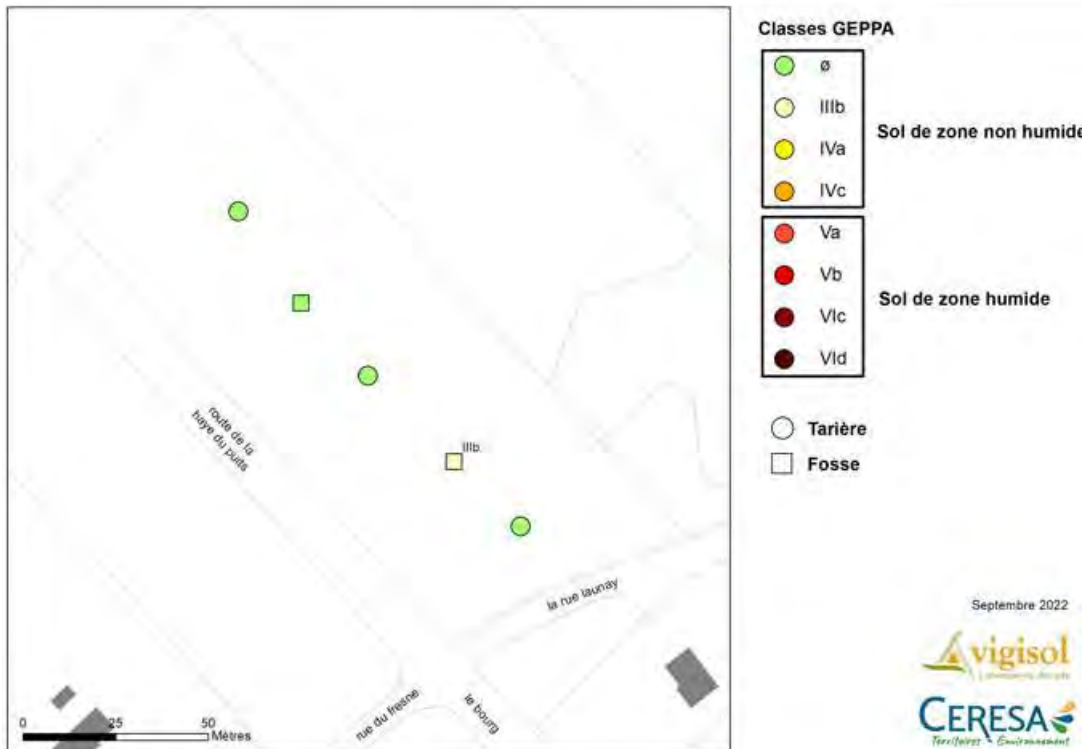 Classes GEPPA
ø
IIIb
IVa
IVc
Sol de zone non humide
Va
Vb
VIc
VId
Sol de zone humide
Tarière
Fosse
route de la
haye du puits
IIIb
la rue launay
rue du fresne
le bourg
0 25 50
Mètres
Septembre 2022
vigisol
CERESA
Territoires - Environnement